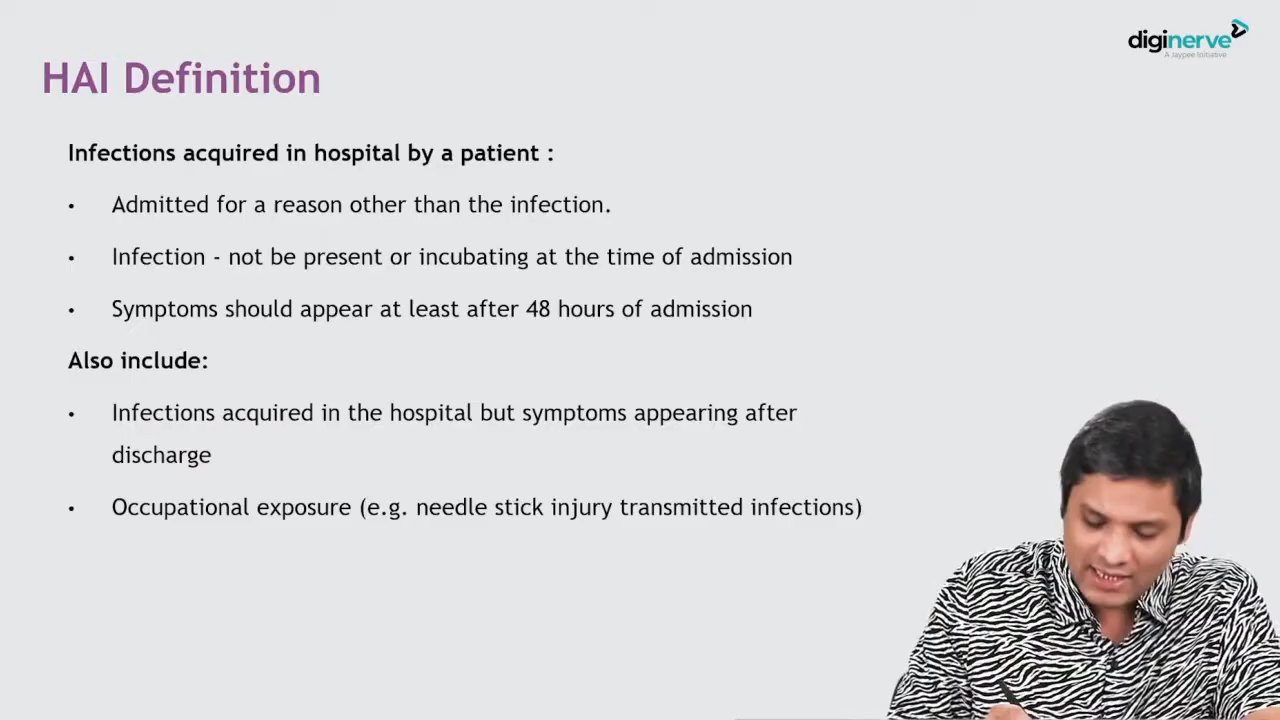 diginerve
A Jaypee Initiative
HAI Definition
Infections acquired in hospital by a patient :
• Admitted for a reason other than the infection.
• Infection - not be present or incubating at the time of admission
• Symptoms should appear at least after 48 hours of admission
Also include:
• Infections acquired in the hospital but symptoms appearing after
discharge
• Occupational exposure (e.g. needle stick injury transmitted infections)